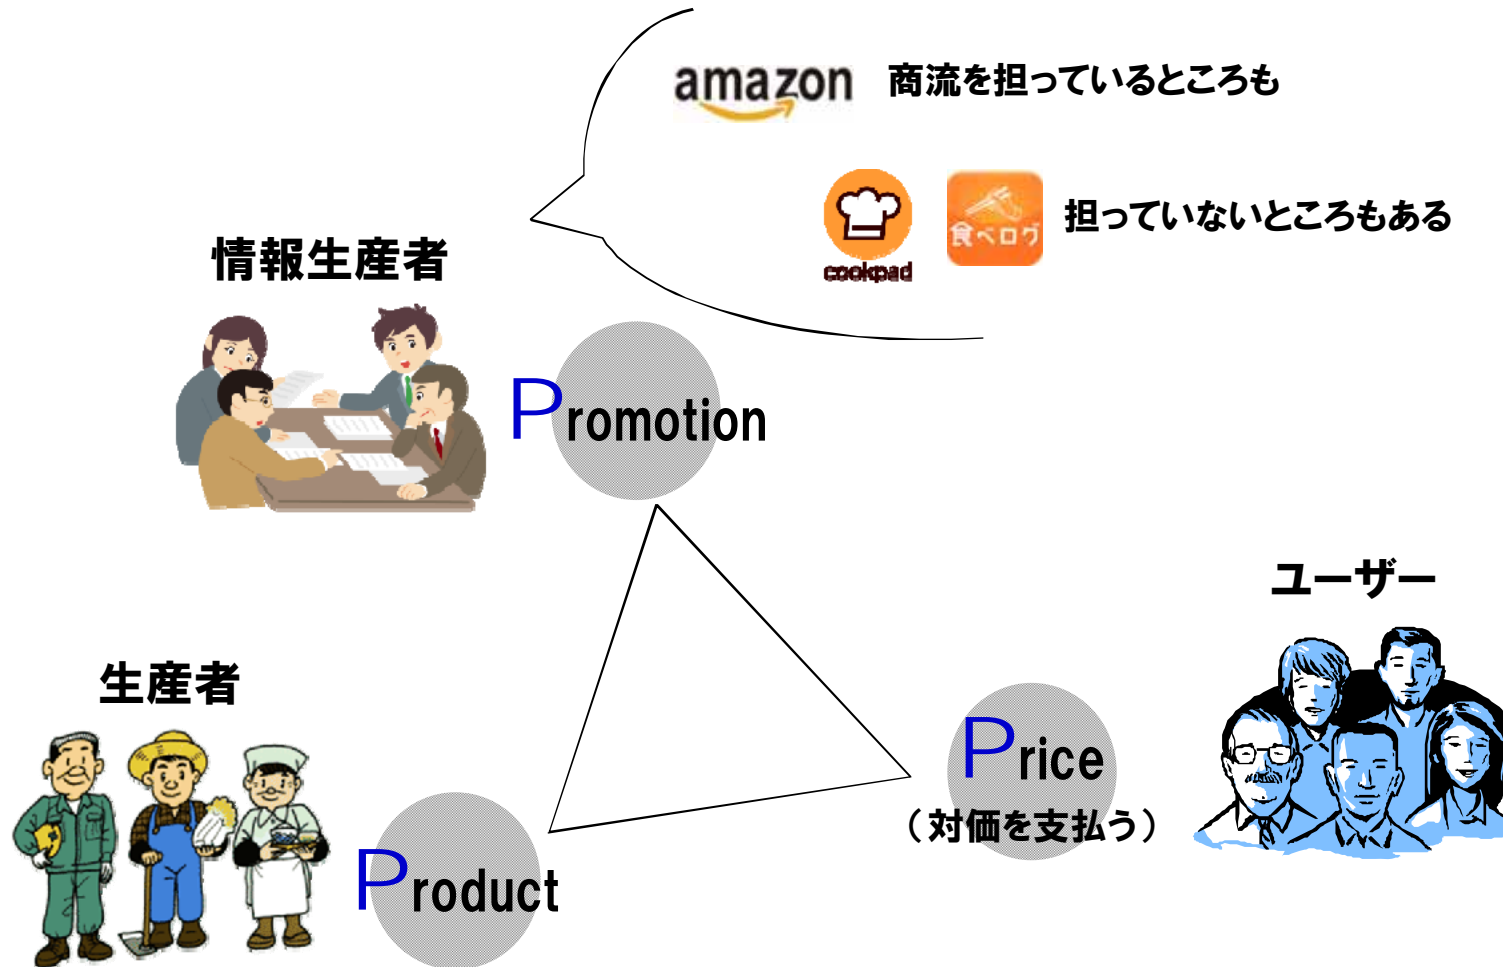 amazon 商流を担っているところも
cookpad 食べログ 担っていないところもある
情報生産者
Promotion
ユーザー
生産者
Price
(対価を支払う)
Product